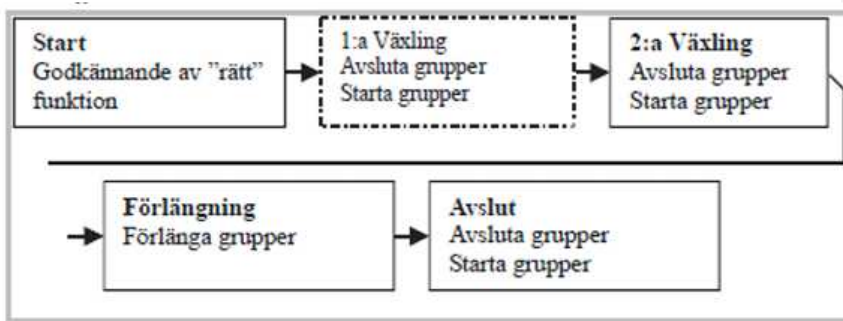 Start
Godkännande av ”rätt”
funktion
1:a Växling
Avsluta grupper
Starta grupper
2:a Växling
Avsluta grupper
Starta grupper
Förlängning
Förlänga grupper
Avslut
Avsluta grupper
Starta grupper